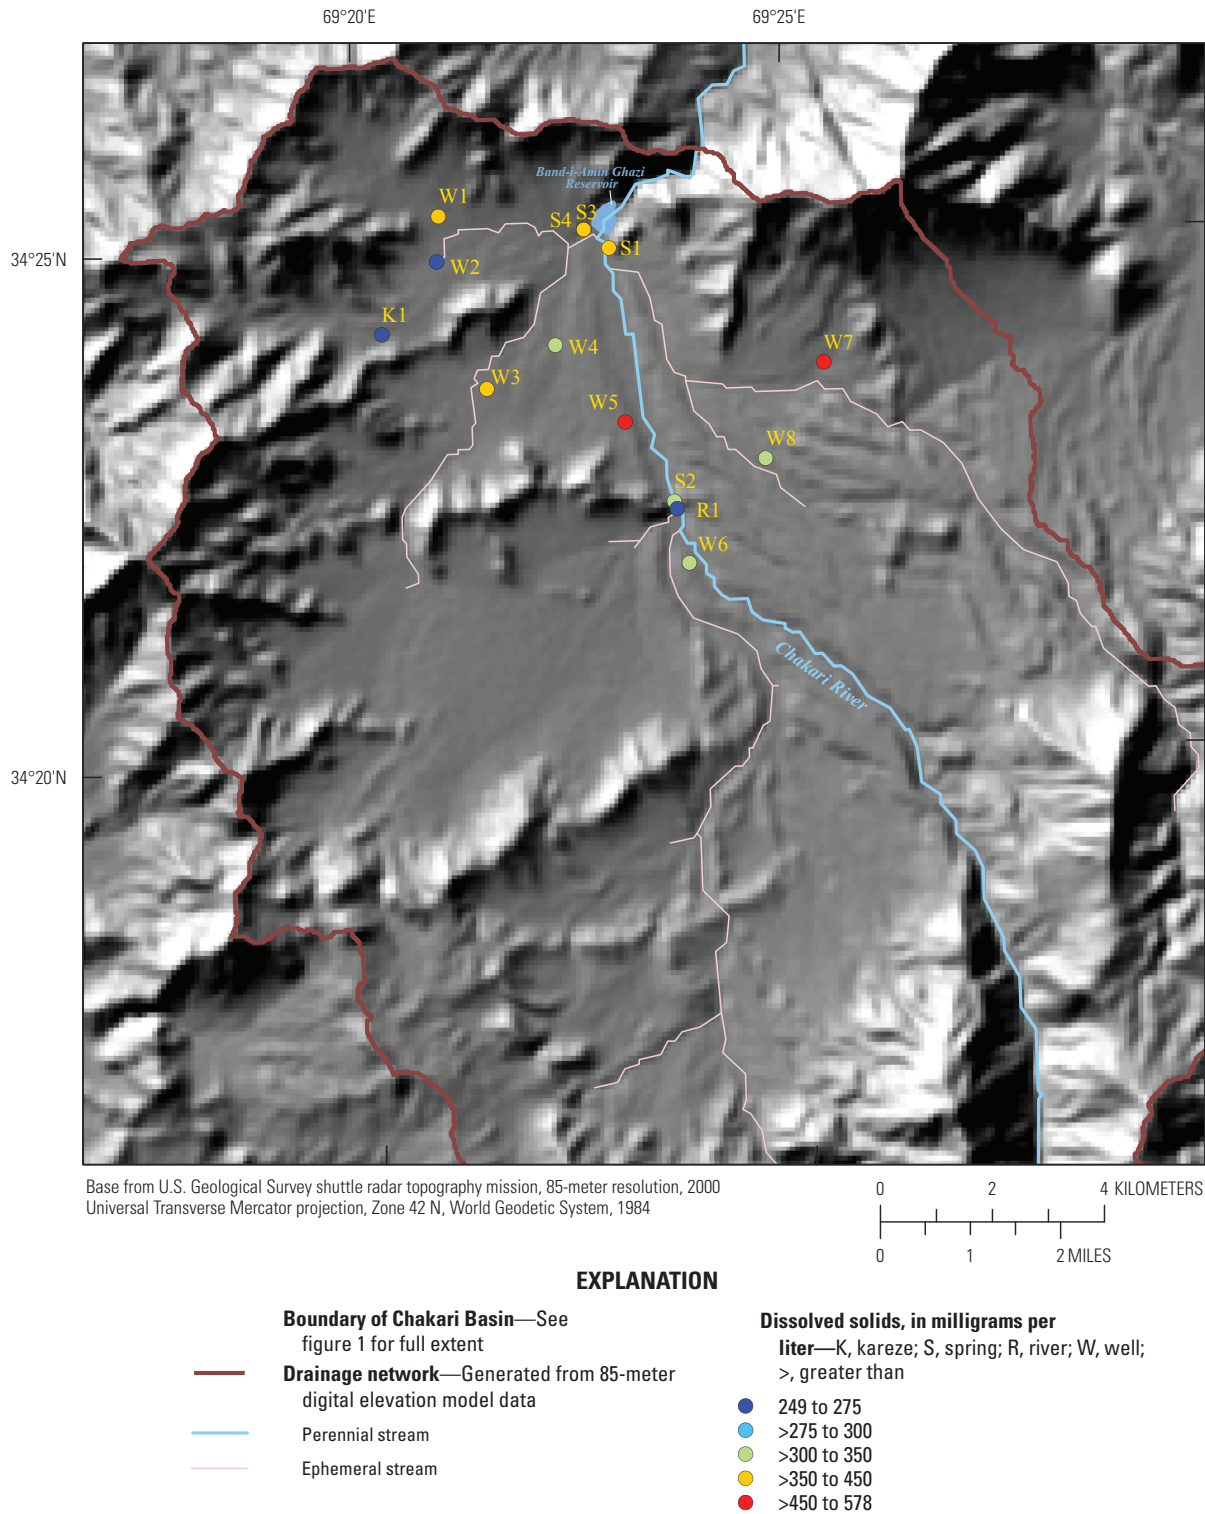 69°20'E
69°25'E
Band-i-Amin Ghazi
Reservoir
W1
S3
S4
S1
34°25'N
W2
K1
W7
W4
W3
W5
W8
S2
R1
W6
Chakari River
34°20'N
Base from U.S. Geological Survey shuttle radar topography mission, 85-meter resolution, 2000
Universal Transverse Mercator projection, Zone 42 N, World Geodetic System, 1984
0 2 4 KILOMETERS
0 1 2 MILES
EXPLANATION
Boundary of Chakari Basin—See
figure 1 for full extent
Drainage network—Generated from 85-meter
digital elevation model data
Perennial stream
Ephemeral stream
Dissolved solids, in milligrams per
liter—K, kareze; S, spring; R, river; W, well;
>, greater than
249 to 275
>275 to 300
>300 to 350
>350 to 450
>450 to 578